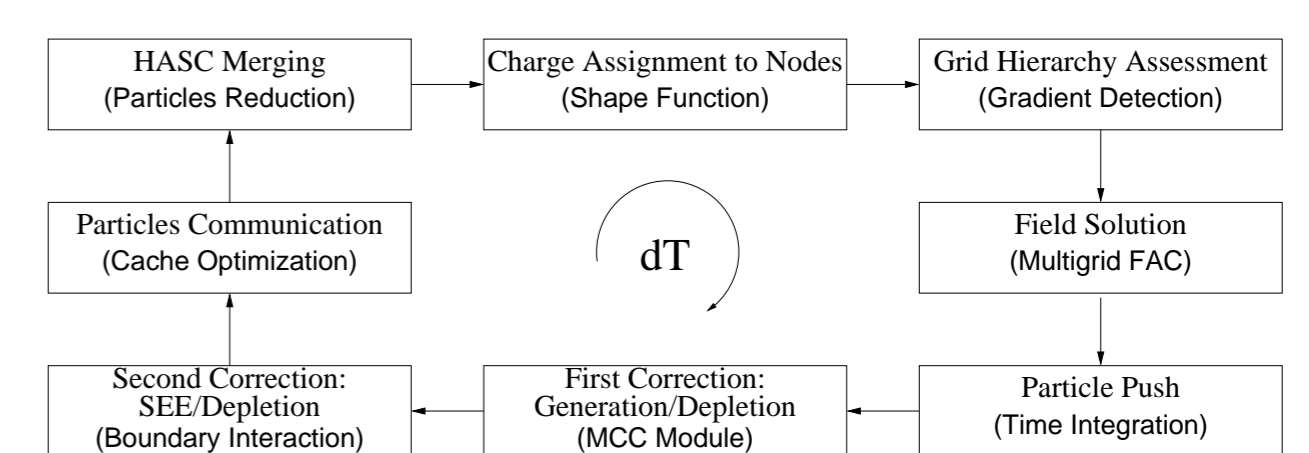 HASC Merging
(Particles Reduction)
Charge Assignment to Nodes
(Shape Function)
Grid Hierarchy Assessment
(Gradient Detection)
Particles Communication
(Cache Optimization)
dT
Field Solution
(Multigrid FAC)
Second Correction:
SEE/Depletion
(Boundary Interaction)
First Correction:
Generation/Depletion
(MCC Module)
Particle Push
(Time Integration)